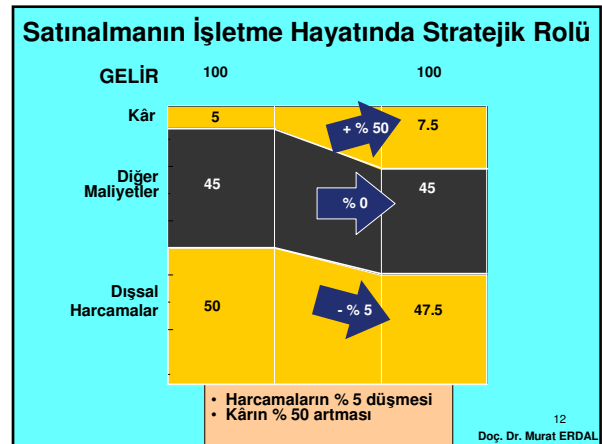 Satınalmanın İşletme Hayatında Stratejik Rolü
GELİR
100
100
Kâr
5
+ % 50
7.5
Diğer
Maliyetler
45
% 0
45
Dışsal
Harcamalar
50
- % 5
47.5
• Harcamaların % 5 düşmesi
• Kârın % 50 artması
12
Doç. Dr. Murat ERDAL